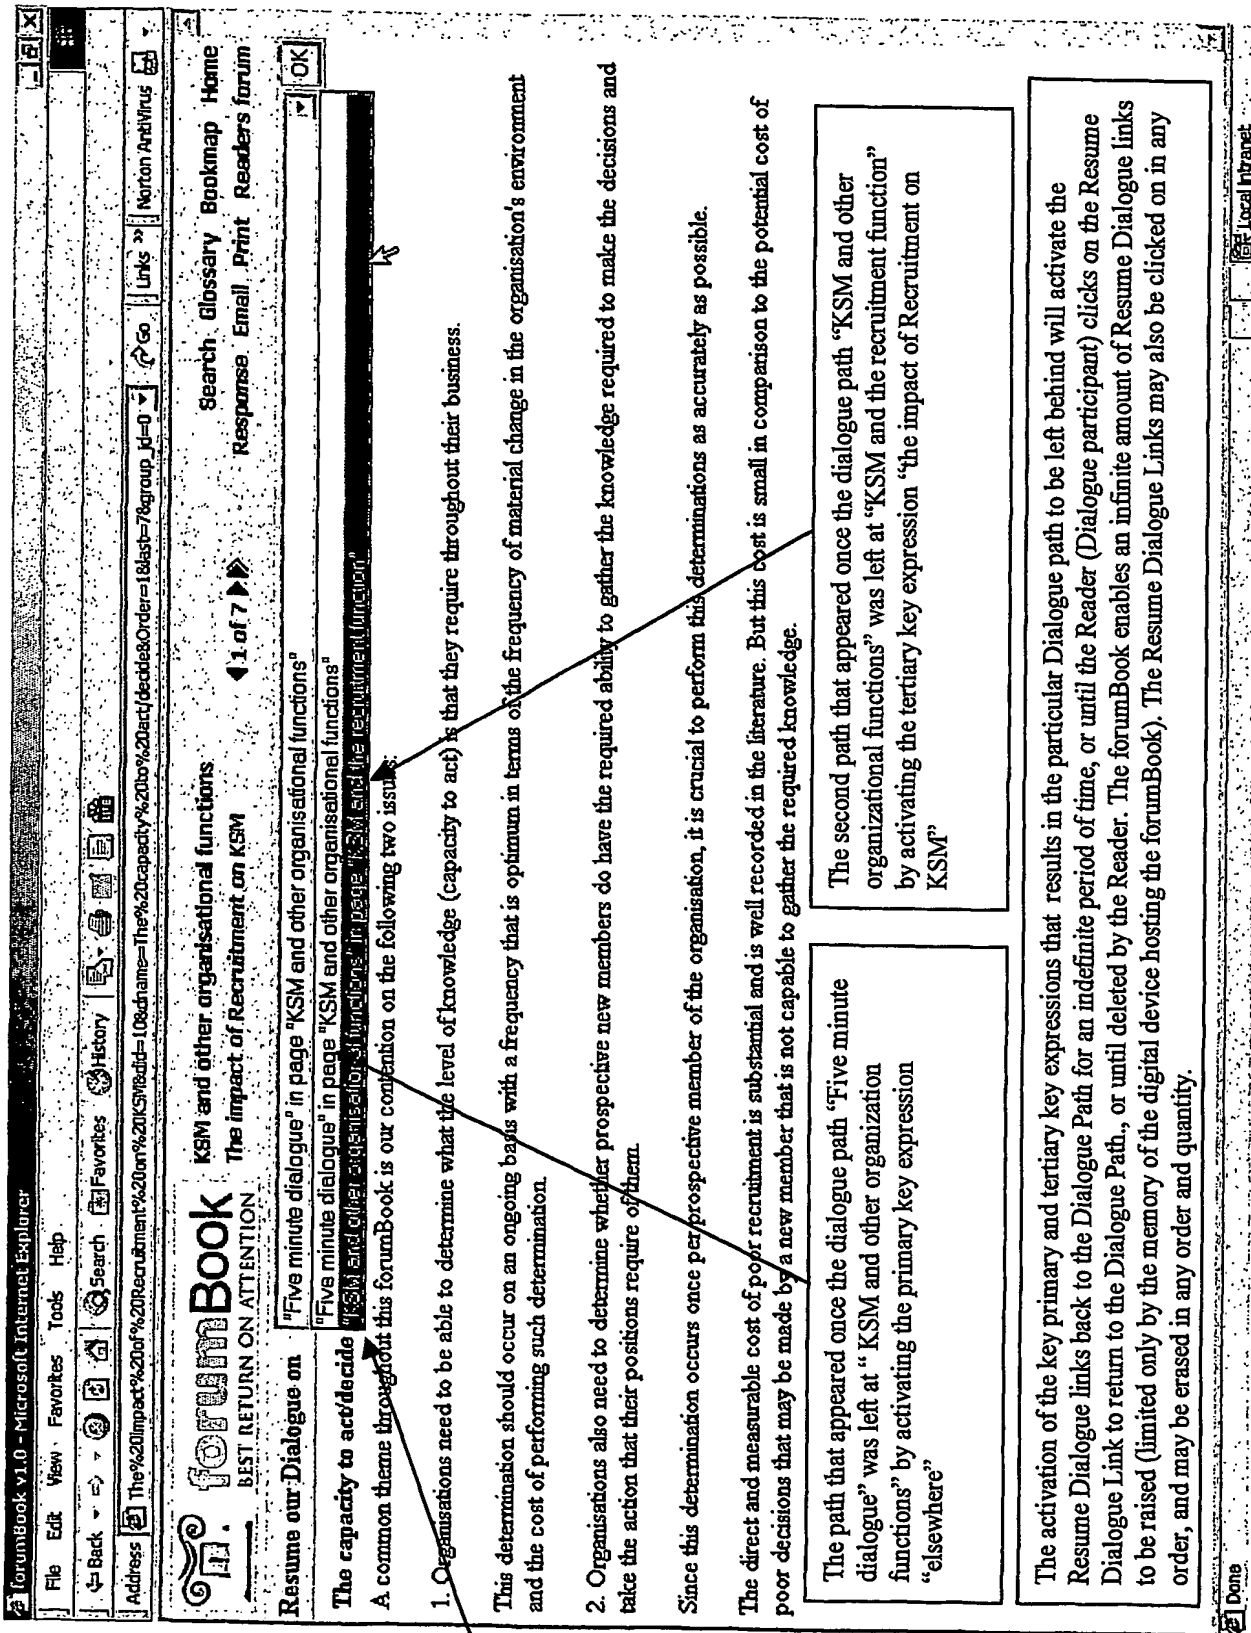 forumBook v1.0 - Microsoft Internet Explorer
File Edit View Favorites Tools Help
Back Search Favorites History
Address The%20Impact%20of%20Recruitment%20on%20KSM&did=10&dname=The%20capacity%20to%20act/decide&Order=1&last=7&group_id=0 Go Links » Norton AntiVirus
forumBook
BEST RETURN ON ATTENTION
KSM and other organisational functions
The impact of Recruitment on KSM
1 of 7
Search Glossary Bookmap Home
Response Email Print Readers forum
Resume our Dialogue on "Five minute dialogue" in page "KSM and other organisational functions" OK
"Five minute dialogue" in page "KSM and other organisational functions"
The capacity to act/decide "KSM and other organisational functions" in page "KSM and the recruitment function"
A common theme throughout this forumBook is our contention on the following two issues:
1. Organisations need to be able to determine what the level of knowledge (capacity to act) is that they require throughout their business.
This determination should occur on an ongoing basis with a frequency that is optimum in terms of the frequency of material change in the organisation's environment
and the cost of performing such determination.
2. Organisations also need to determine whether prospective new members do have the required ability to gather the knowledge required to make the decisions and
take the action that their positions require of them.
Since this determination occurs once per prospective member of the organisation, it is crucial to perform this determinations as accurately as possible.
The direct and measurable cost of poor recruitment is substantial and is well recorded in the literature. But this cost is small in comparison to the potential cost of
poor decisions that may be made by a new member that is not capable to gather the required knowledge.
The path that appeared once the dialogue path "Five minute
dialogue" was left at " KSM and other organization
functions" by activating the primary key expression
"elsewhere"
The second path that appeared once the dialogue path "KSM and other
organizational functions" was left at "KSM and the recruitment function"
by activating the tertiary key expression "the impact of Recruitment on
KSM"
The activation of the key primary and tertiary key expressions that results in the particular Dialogue path to be left behind will activate the
Resume Dialogue links back to the Dialogue Path for an indefinite period of time, or until the Reader (Dialogue participant) clicks on the Resume
Dialogue Link to return to the Dialogue Path., or until deleted by the Reader. The forumBook enables an infinite amount of Resume Dialogue links
to be raised (limited only by the memory of the digital device hosting the forumBook). The Resume Dialogue Links may also be clicked on in any
order, and may be erased in any order and quantity.
Done Local intranet